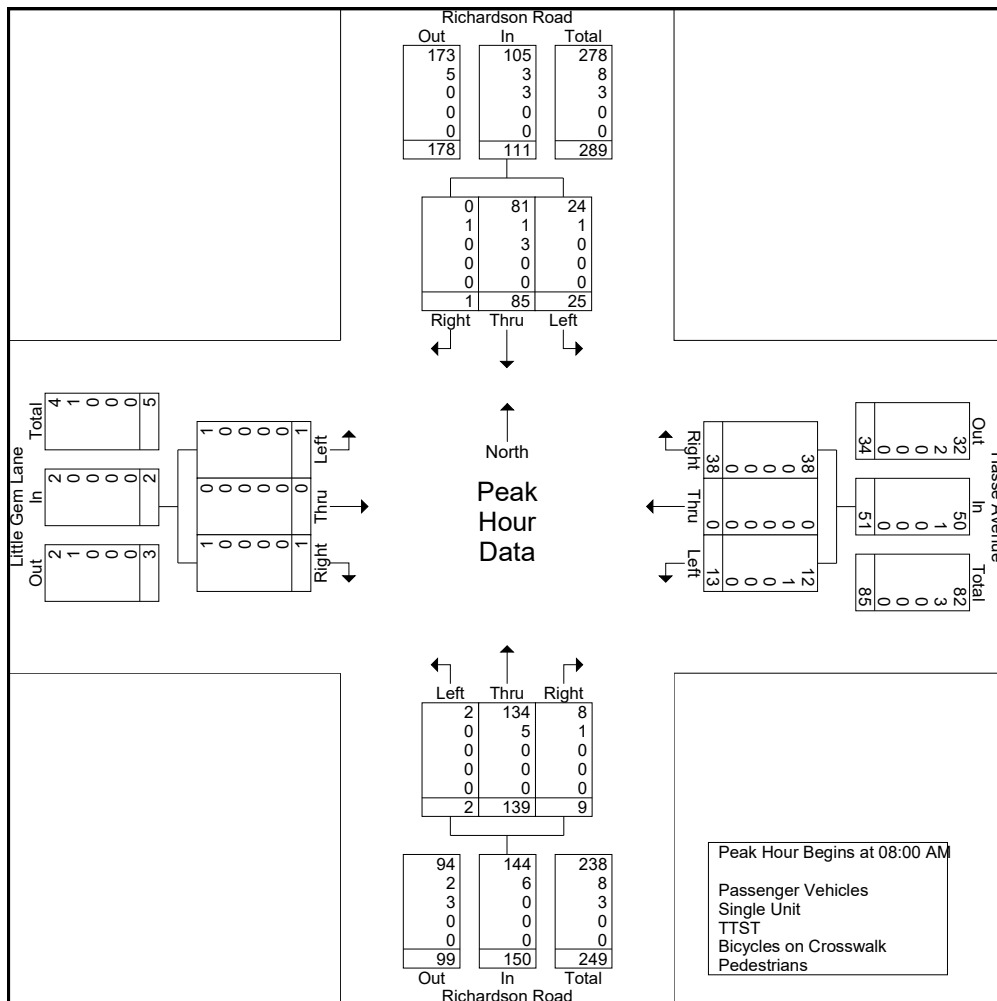 Richardson Road
Out In Total
173 105 278
5 3 8
0 3 3
0 0 0
0 0 0
178 111 289
0 81 24
1 1 1
0 3 0
0 0 0
0 0 0
1 85 25
Right Thru Left
Little Gem Lane
Out In Total
2 2 4
1 0 1
0 0 0
0 0 0
0 0 0
3 2 5
1 0 1
0 0 0
0 0 0
0 0 0
0 0 0
1 0 1
Right Thru Left
North
Peak
Hour
Data
Avenue
Out In Total
32 50 82
2 1 3
0 0 0
0 0 0
0 0 0
34 51 85
38 0 12
0 0 1
0 0 0
0 0 0
0 0 0
38 0 13
Right Thru Left
Left Thru Right
2 134 8
0 5 1
0 0 0
0 0 0
0 0 0
2 139 9
94 144 238
2 6 8
3 0 3
0 0 0
0 0 0
99 150 249
Out In Total
Richardson Road
Peak Hour Begins at 08:00 AM
Passenger Vehicles
Single Unit
TTST
Bicycles on Crosswalk
Pedestrians